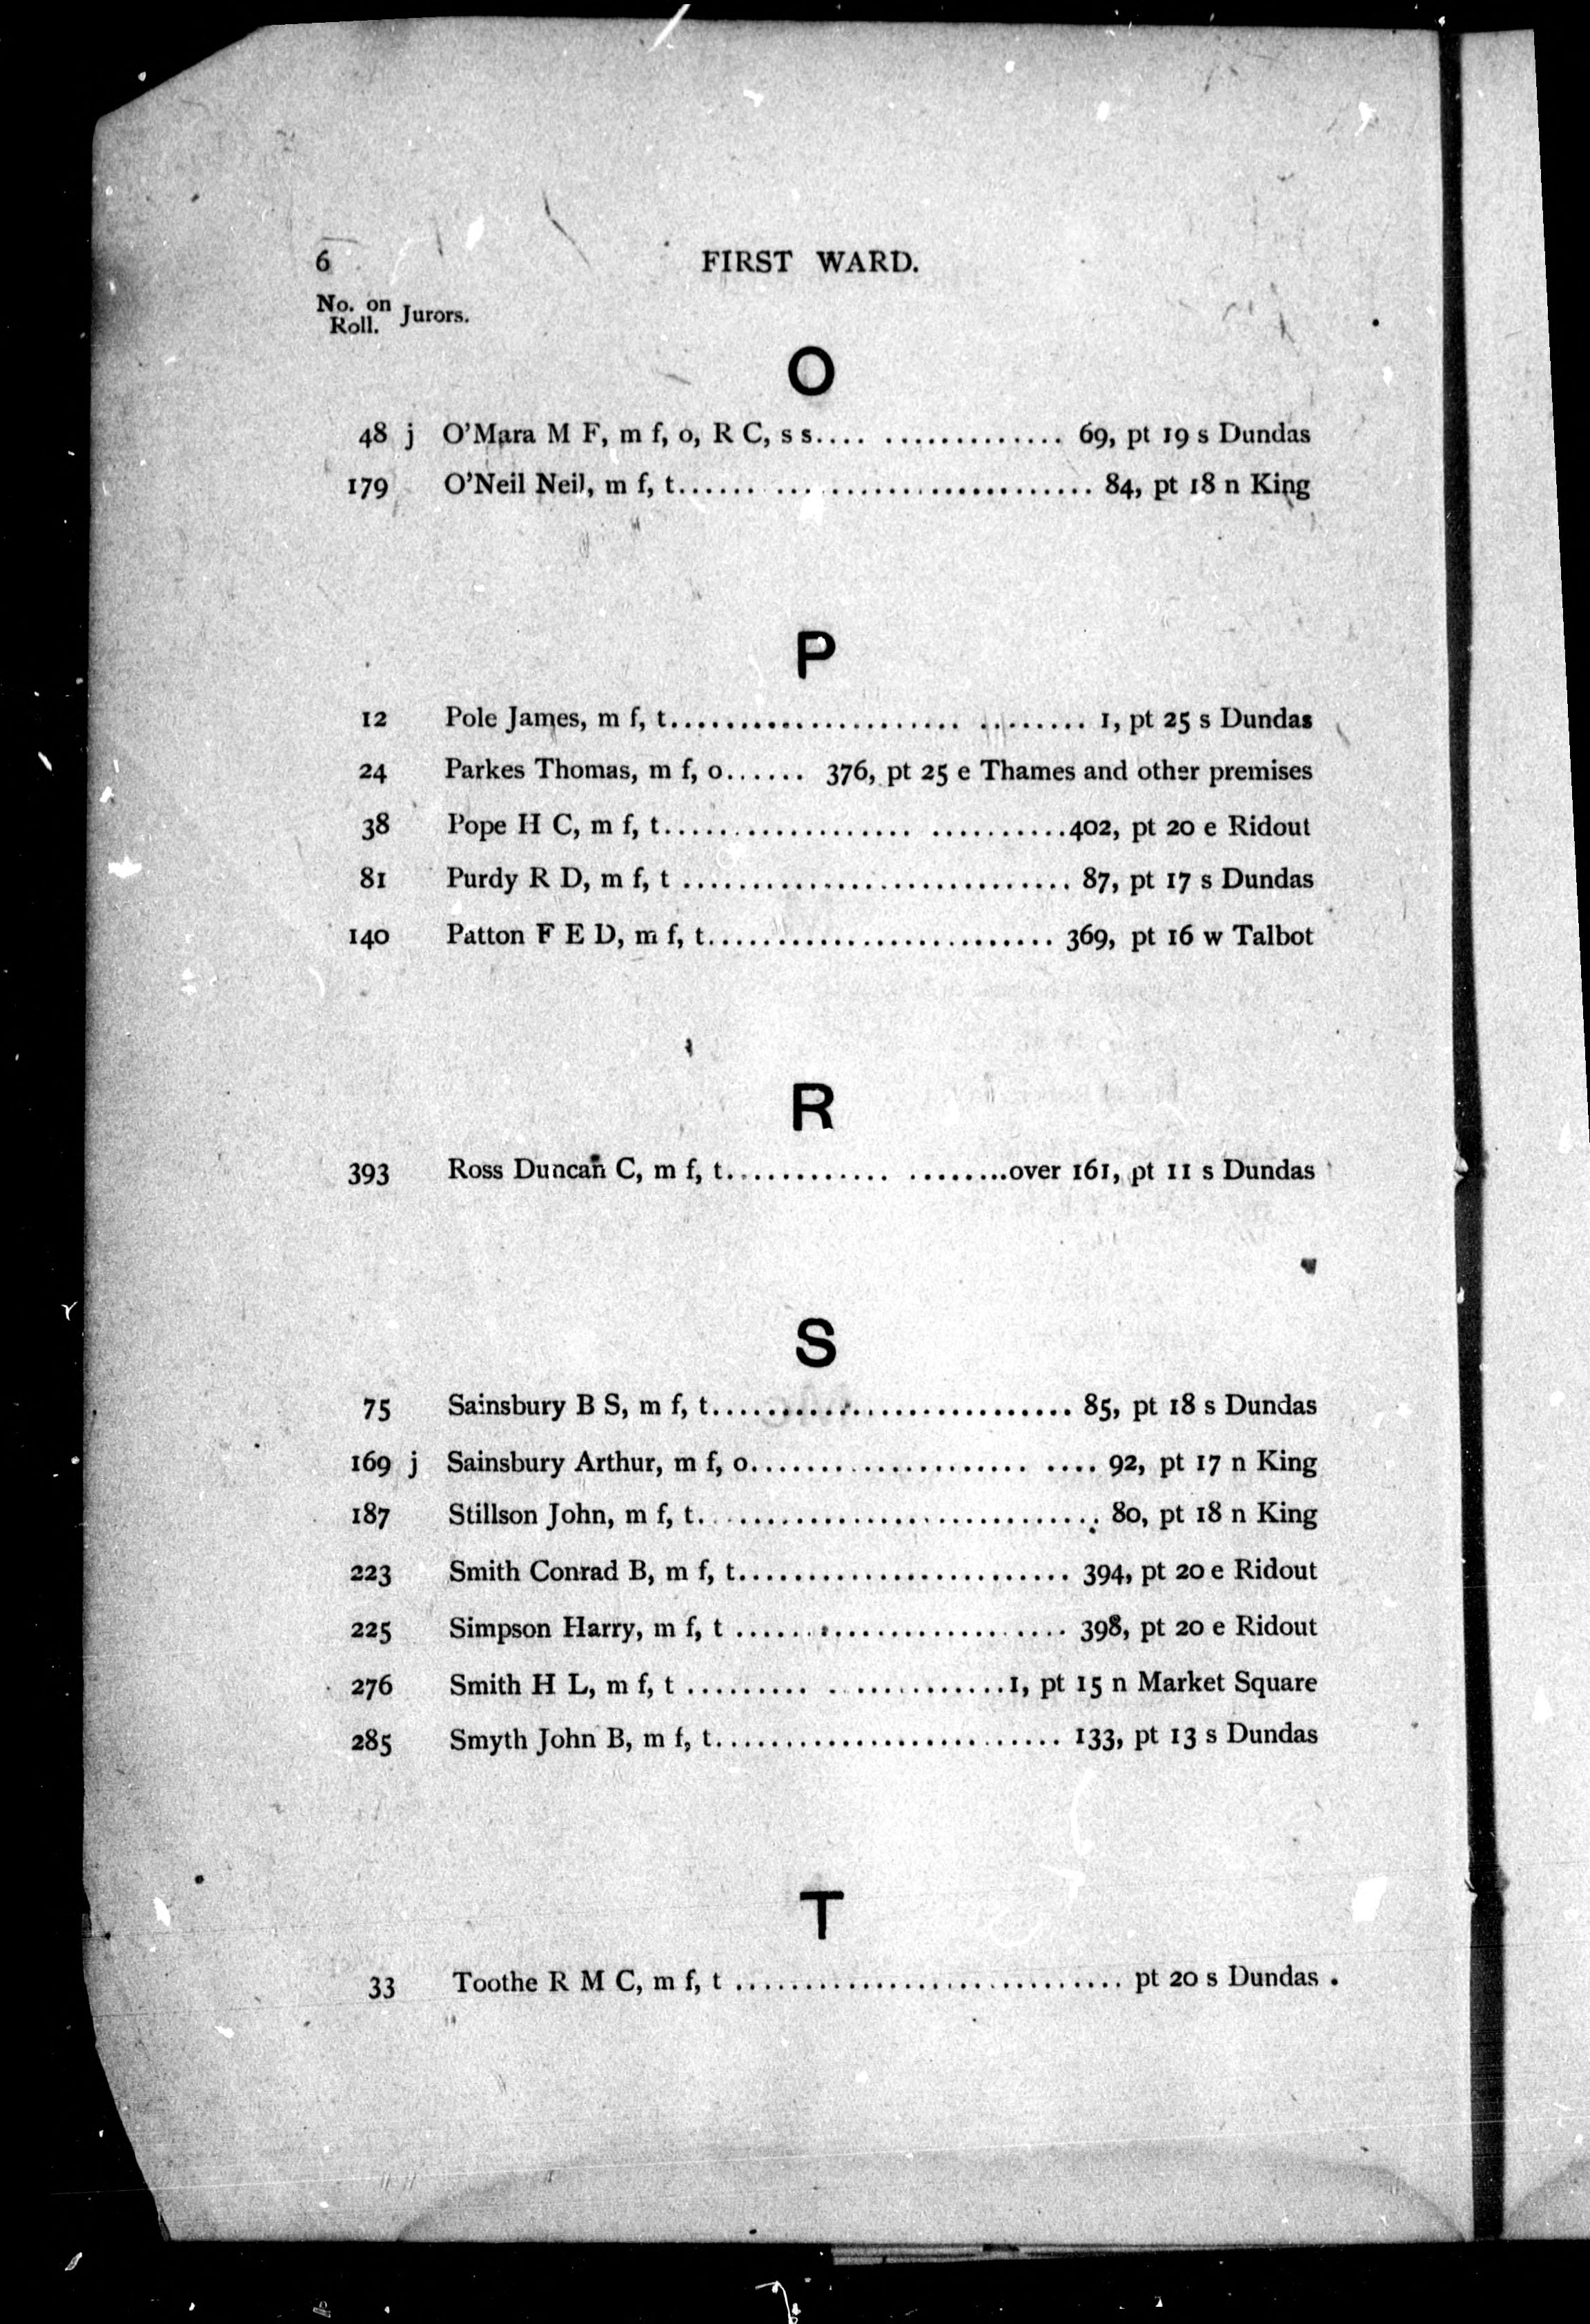 6 FIRST WARD.
No. on Roll. Jurors.
O
48 j O'Mara M F, m f, o, R C, s s.... ............. 69, pt 19 s Dundas
179 O'Neil Neil, m f, t.............................. 84, pt 18 n King
P
12 Pole James, m f, t..................... ........ 1, pt 25 s Dundas
24 Parkes Thomas, m f, o...... 376, pt 25 e Thames and other premises
38 Pope H C, m f, t.................. ..........402, pt 20 e Ridout
81 Purdy R D, m f, t ............................ 87, pt 17 s Dundas
140 Patton F E D, m f, t......................... 369, pt 16 w Talbot
R
393 Ross Duncan C, m f, t............ ........over 161, pt 11 s Dundas
S
75 Sainsbury B S, m f, t.......................... 85, pt 18 s Dundas
169 j Sainsbury Arthur, m f, o.................... .... 92, pt 17 n King
187 Stillson John, m f, t............................. 80, pt 18 n King
223 Smith Conrad B, m f, t........................ 394, pt 20 e Ridout
225 Simpson Harry, m f, t ........................ 398, pt 20 e Ridout
276 Smith H L, m f, t ......... .............1, pt 15 n Market Square
285 Smyth John B, m f, t......................... 133, pt 13 s Dundas
T
33 Toothe R M C, m f, t ............................ pt 20 s Dundas .